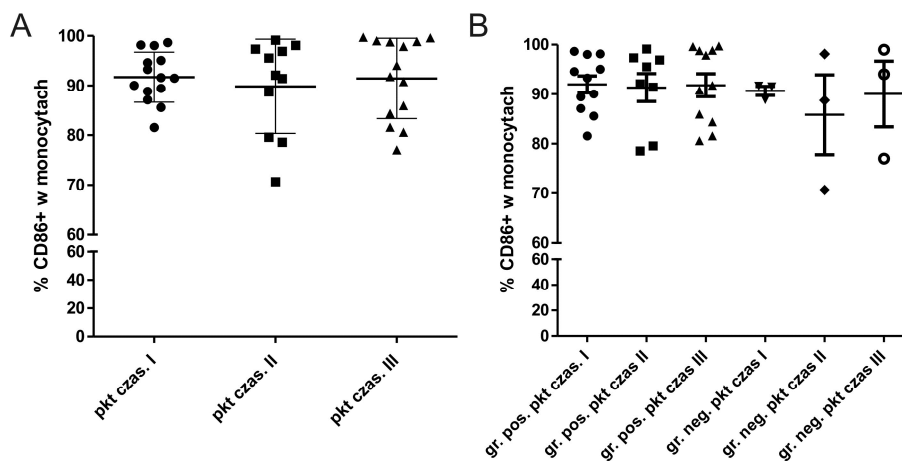 A
% CD86+ w monocytach
100
90
80
70
60
60
40
20
0
pkt czas. I
pkt czas. II
pkt czas. III
B
% CD86+ w monocytach
100
90
80
70
60
60
40
20
0
gr. pos. pkt czas. I
gr. pos. pkt czas II
gr. pos. pkt czas III
gr. neg. pkt czas I
gr. neg. pkt czas II
gr. neg. pkt czas III